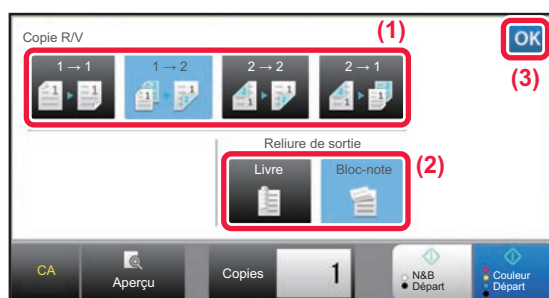 Copie R/V
(1)
OK
(3)
1 → 1
1 → 2
2 → 2
2 → 1
Reliure de sortie
Livre
Bloc-note
(2)
CA
Aperçu
Copies
1
N&B
Départ
Couleur
Départ